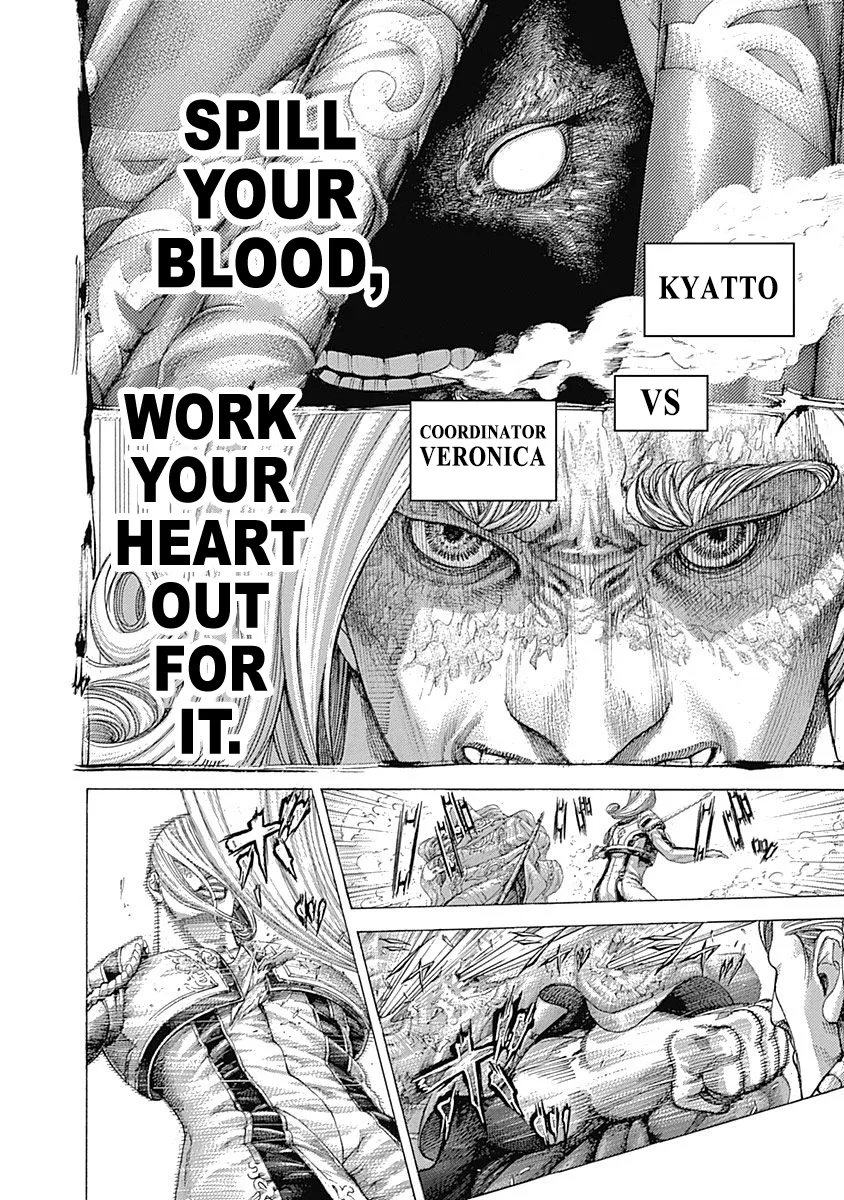 SPILL
YOUR
BLOOD,
KYATTO
VS
COORDINATOR
VERONICA
WORK
YOUR
HEART
OUT
FOR
IT.